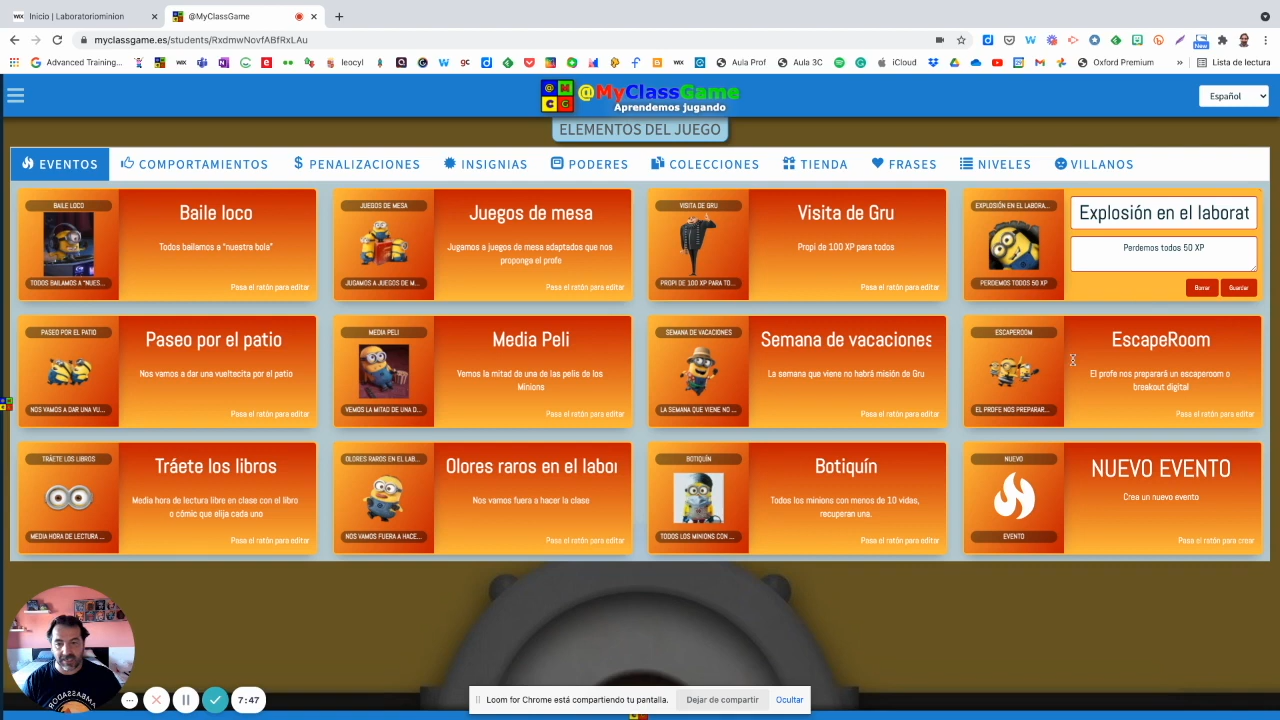 WiX Inicio | Laboratoriominion
@MyClassGame
myclassgame.es/students/RxdmwNovfABfRxLAu
Advanced Training...
leocyl
Aula Prof
Aula 3C
iCloud
Oxford Premium
»
Lista de lectura
New
@MyClassGame
Aprendemos jugando
Español
ELEMENTOS DEL JUEGO
EVENTOS
COMPORTAMIENTOS
PENALIZACIONES
INSIGNIAS
PODERES
COLECCIONES
TIENDA
FRASES
NIVELES
VILLANOS
BAILE LOCO
TODOS BAILAMOS A "NUES...
Baile loco
Todos bailamos a "nuestra bola"
Pasa el ratón para editar
JUEGOS DE MESA
JUGAMOS A JUEGOS DE M...
Juegos de mesa
Jugamos a juegos de mesa adaptados que nos
proponga el profe
Pasa el ratón para editar
VISITA DE GRU
PROPI DE 100 XP PARA TO...
Visita de Gru
Propi de 100 XP para todos
Pasa el ratón para editar
EXPLOSIÓN EN EL LABORA...
PERDEMOS TODOS 50 XP
Explosión en el laborat
Perdemos todos 50 XP
Borrar
Guardar
PASEO POR EL PATIO
NOS VAMOS A DAR UNA VU...
Paseo por el patio
Nos vamos a dar una vueltecita por el patio
Pasa el ratón para editar
MEDIA PELI
VEMOS LA MITAD DE UNA D...
Media Peli
Vemos la mitad de una de las pelis de los
Minions
Pasa el ratón para editar
SEMANA DE VACACIONES
LA SEMANA QUE VIENE NO ...
Semana de vacaciones
La semana que viene no habrá misión de Gru
Pasa el ratón para editar
ESCAPEROOM
EL PROFE NOS PREPARAR...
EscapeRoom
El profe nos preparará un escaperoom o
breakout digital
Pasa el ratón para editar
TRÁETE LOS LIBROS
MEDIA HORA DE LECTURA ...
Tráete los libros
Media hora de lectura libre en clase con el libro
o cómic que elija cada uno
Pasa el ratón para editar
OLORES RAROS EN EL LAB...
NOS VAMOS FUERA A HACE...
Olores raros en el labor
Nos vamos fuera a hacer la clase
Pasa el ratón para editar
BOTIQUÍN
TODOS LOS MINIONS CON ...
Botiquín
Todos los minions con menos de 10 vidas,
recuperan una.
Pasa el ratón para editar
NUEVO
EVENTO
NUEVO EVENTO
Crea un nuevo evento
Pasa el ratón para crear
7:47
Loom for Chrome está compartiendo tu pantalla.
Dejar de compartir
Ocultar